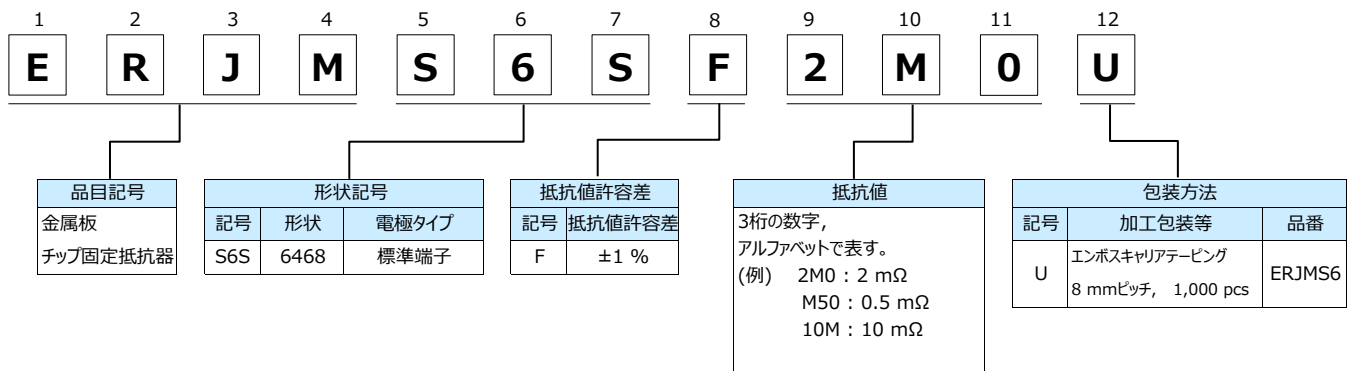 1 2 3 4 5 6 7 8 9 10 11 12
E R J M S 6 S F 2 M 0 U
品目記号
金属板
チップ固定抵抗器
形状記号
記号 形状 電極タイプ
S6S 6468 標準端子
抵抗値許容差
記号 抵抗値許容差
F ±1 %
抵抗値
3桁の数字,
アルファベットで表す。
(例) 2M0 : 2 mΩ
M50 : 0.5 mΩ
10M : 10 mΩ
包装方法
記号 加工包装等 品番
U エンボスキャリアテーピング ERJMS6
8 mmピッチ, 1,000 pcs